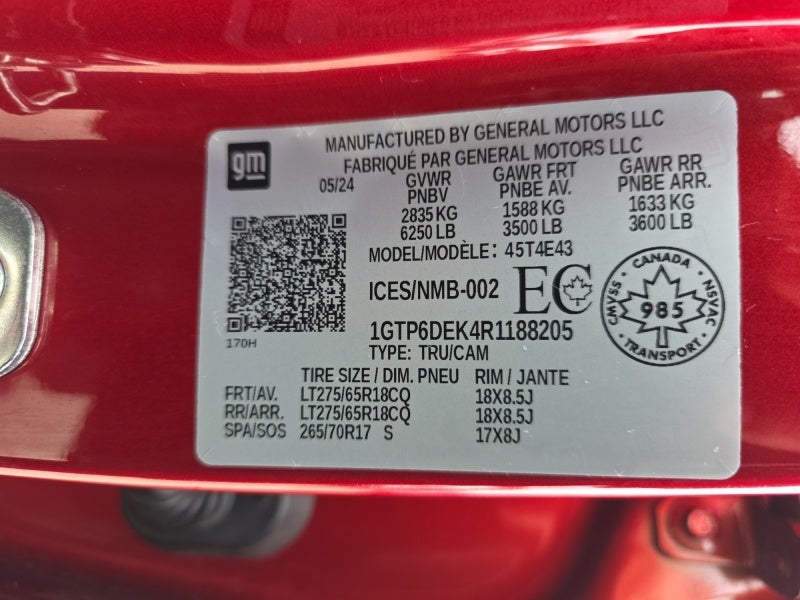 gm
MANUFACTURED BY GENERAL MOTORS LLC
FABRIQUÉ PAR GENERAL MOTORS LLC
05/24
GVWR
PNBV
2835 KG
6250 LB
GAWR FRT
PNBE AV.
1588 KG
3500 LB
GAWR RR
PNBE ARR.
1633 KG
3600 LB
MODEL/MODÈLE: 45T4E43
ICES/NMB-002 EC
1GTP6DEK4R1188205
TYPE: TRU/CAM
170H
CANADA
CMVSS · NSVAC
985
TRANSPORT
TIRE SIZE / DIM. PNEU RIM / JANTE
FRT/AV. LT275/65R18CQ 18X8.5J
RR/ARR. LT275/65R18CQ 18X8.5J
SPA/SOS 265/70R17 S 17X8J